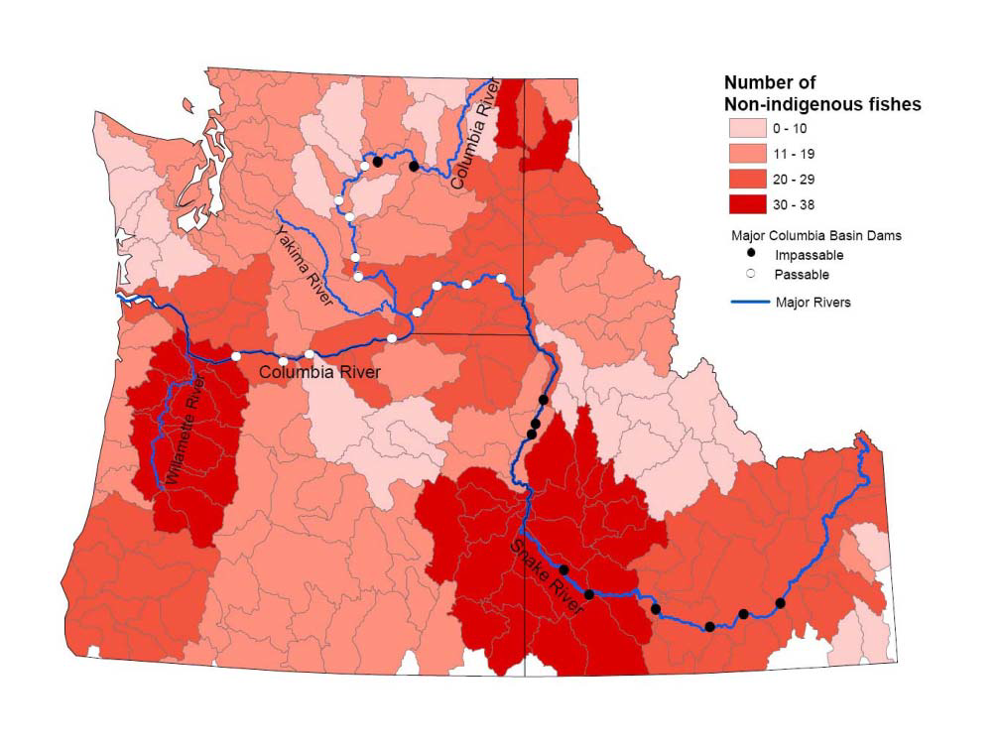 Number of
Non-indigenous fishes
0 - 10
11 - 19
20 - 29
30 - 38
Major Columbia Basin Dams
Impassable
Passable
Major Rivers
Columbia River
Yakima River
Columbia River
Willamette River
Snake River